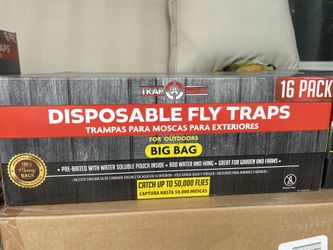 TRAP
16 PACK
DISPOSABLE FLY TRAPS
TRAMPAS PARA MOSCAS PARA EXTERIORES
FOR OUTDOORS
BIG BAG
• PRE-BAITED WITH WATER SOLUBLE POUCH INSIDE • ADD WATER AND HANG • GREAT FOR GARDEN AND FARMS
CATCH UP TO 50,000 FLIES
CAPTURA HASTA 50,000 MOSCAS
Money
BACK